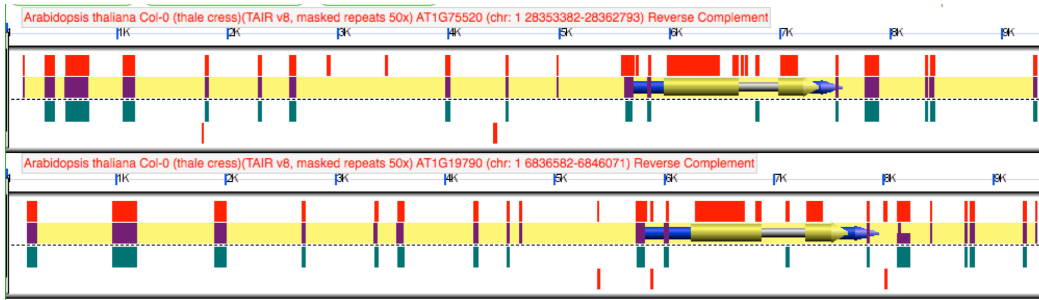 Arabidopsis thaliana Col-0 (thale cress)(TAIR v8, masked repeats 50x) AT1G75520 (chr: 1 28353382-28362793) Reverse Complement
1K 2K 3K 4K 5K 6K 7K 8K 9K
Arabidopsis thaliana Col-0 (thale cress)(TAIR v8, masked repeats 50x) AT1G19790 (chr: 1 6836582-6846071) Reverse Complement
1K 2K 3K 4K 5K 6K 7K 8K 9K